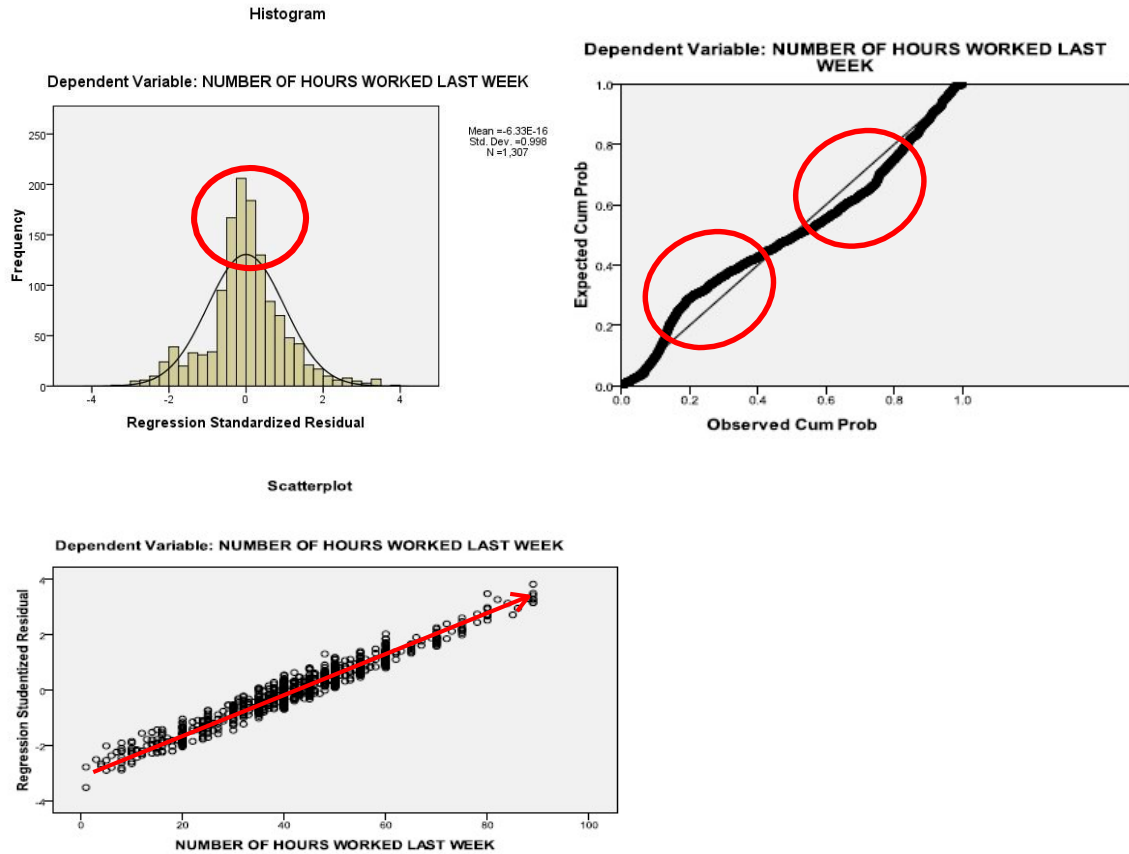 Histogram
Dependent Variable: NUMBER OF HOURS WORKED LAST WEEK
Mean =-6.33E-16
Std. Dev. =0.998
N =1,307
250
200
150
100
50
0
Frequency
-4
-2
0
2
4
Regression Standardized Residual
Dependent Variable: NUMBER OF HOURS WORKED LAST
WEEK
1.0
0.8
0.6
0.4
0.2
0.0
Expected Cum Prob
0.0
0.2
0.4
0.6
0.8
1.0
Observed Cum Prob
Scatterplot
Dependent Variable: NUMBER OF HOURS WORKED LAST WEEK
4
2
0
-2
-4
Regression Studentized Residual
0
20
40
60
80
100
NUMBER OF HOURS WORKED LAST WEEK